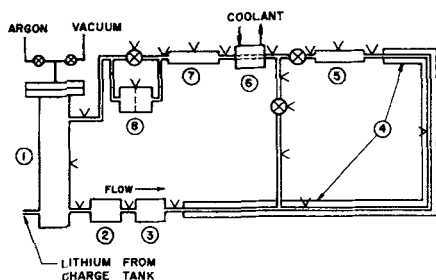 COOLANT
ARGON
VACUUM
7
6
5
8
4
1
FLOW
2
3
LITHIUM FROM
CHARGE TANK